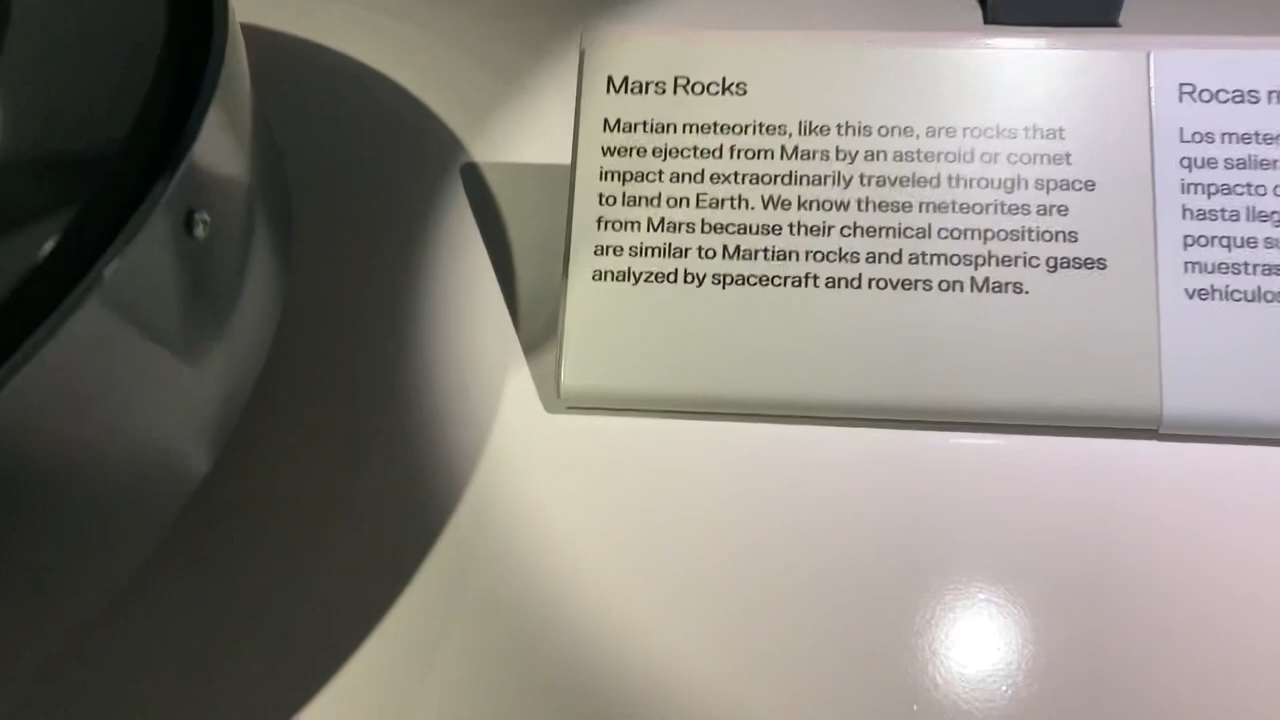 Mars Rocks
Martian meteorites, like this one, are rocks that
were ejected from Mars by an asteroid or comet
impact and extraordinarily traveled through space
to land on Earth. We know these meteorites are
from Mars because their chemical compositions
are similar to Martian rocks and atmospheric gases
analyzed by spacecraft and rovers on Mars.
Rocas
Los
que
impacto
hasta
porque
muestras